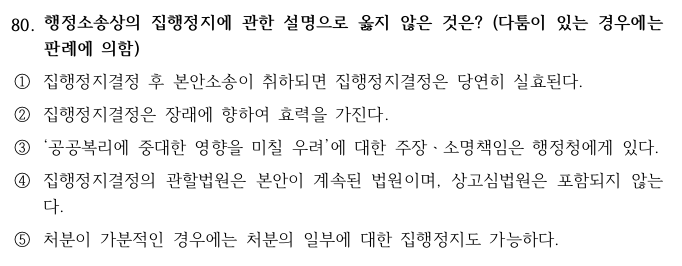 80. 행정소송상의 집행정지에 관한 설명으로 옳지 않은 것은? (다툼이 있는 경우에는
판례에 의함)
① 집행정지결정 후 본안소송이 취하되면 집행정지결정은 당연히 실효된다.
② 집행정지결정은 장래에 향하여 효력을 가진다.
③ ‘공공복리에 중대한 영향을 미칠 우려’에 대한 주장·소명책임은 행정청에게 있다.
④ 집행정지결정의 관할법원은 본안이 계속된 법원이며, 상고심법원은 포함되지 않는
다.
⑤ 처분이 가분적인 경우에는 처분의 일부에 대한 집행정지도 가능하다.